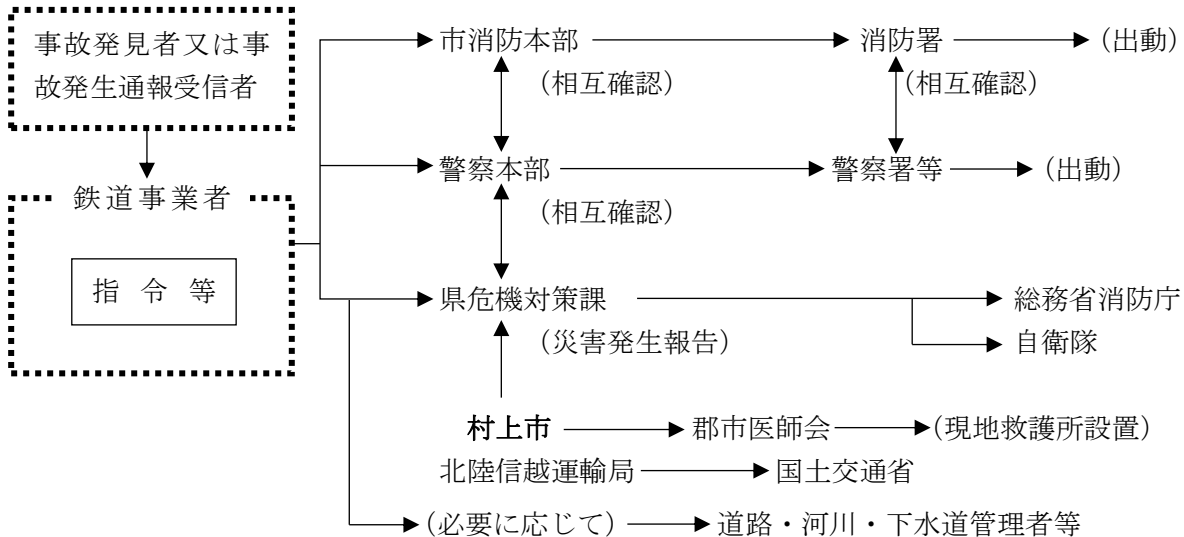 事故発見者又は事
故発生通報受信者
鉄道事業者
指 令 等
市消防本部
消防署
(出動)
(相互確認)
(相互確認)
警察本部
警察署等
(出動)
(相互確認)
県危機対策課
総務省消防庁
(災害発生報告)
自衛隊
村上市
郡市医師会
(現地救護所設置)
北陸信越運輸局
国土交通省
(必要に応じて)
道路・河川・下水道管理者等